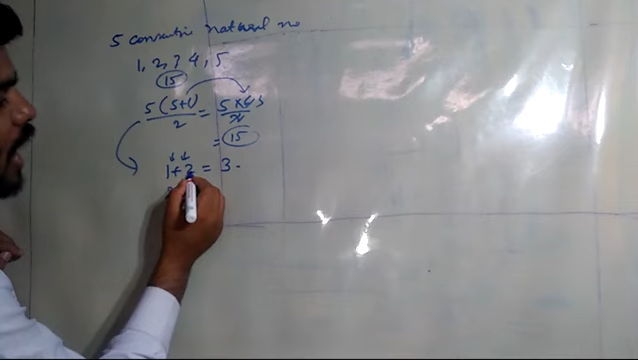 5 consecutive natural no
1, 2, 3 4, 5
15
5(5+1)/2 = 5×6 3/2
= 15
1+2 = 3.